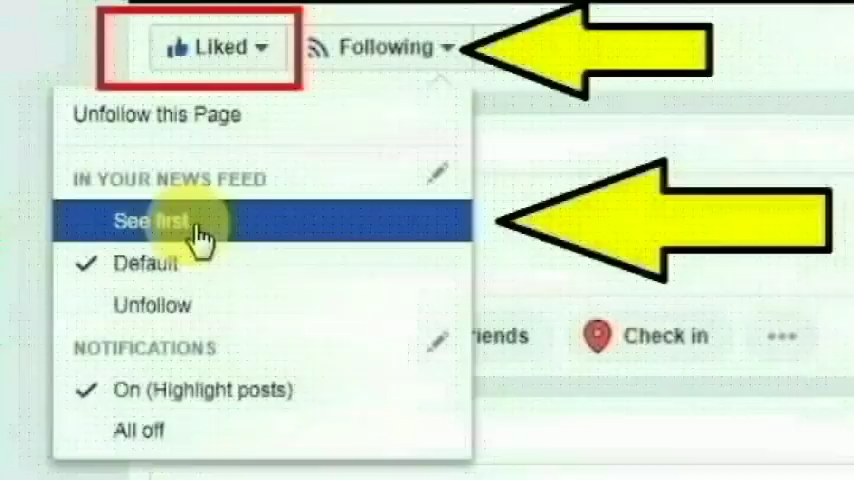 Liked Following
Unfollow this Page
IN YOUR NEWS FEED
See first
Default
Unfollow
NOTIFICATIONS
riends Check in
On (Highlight posts)
All off